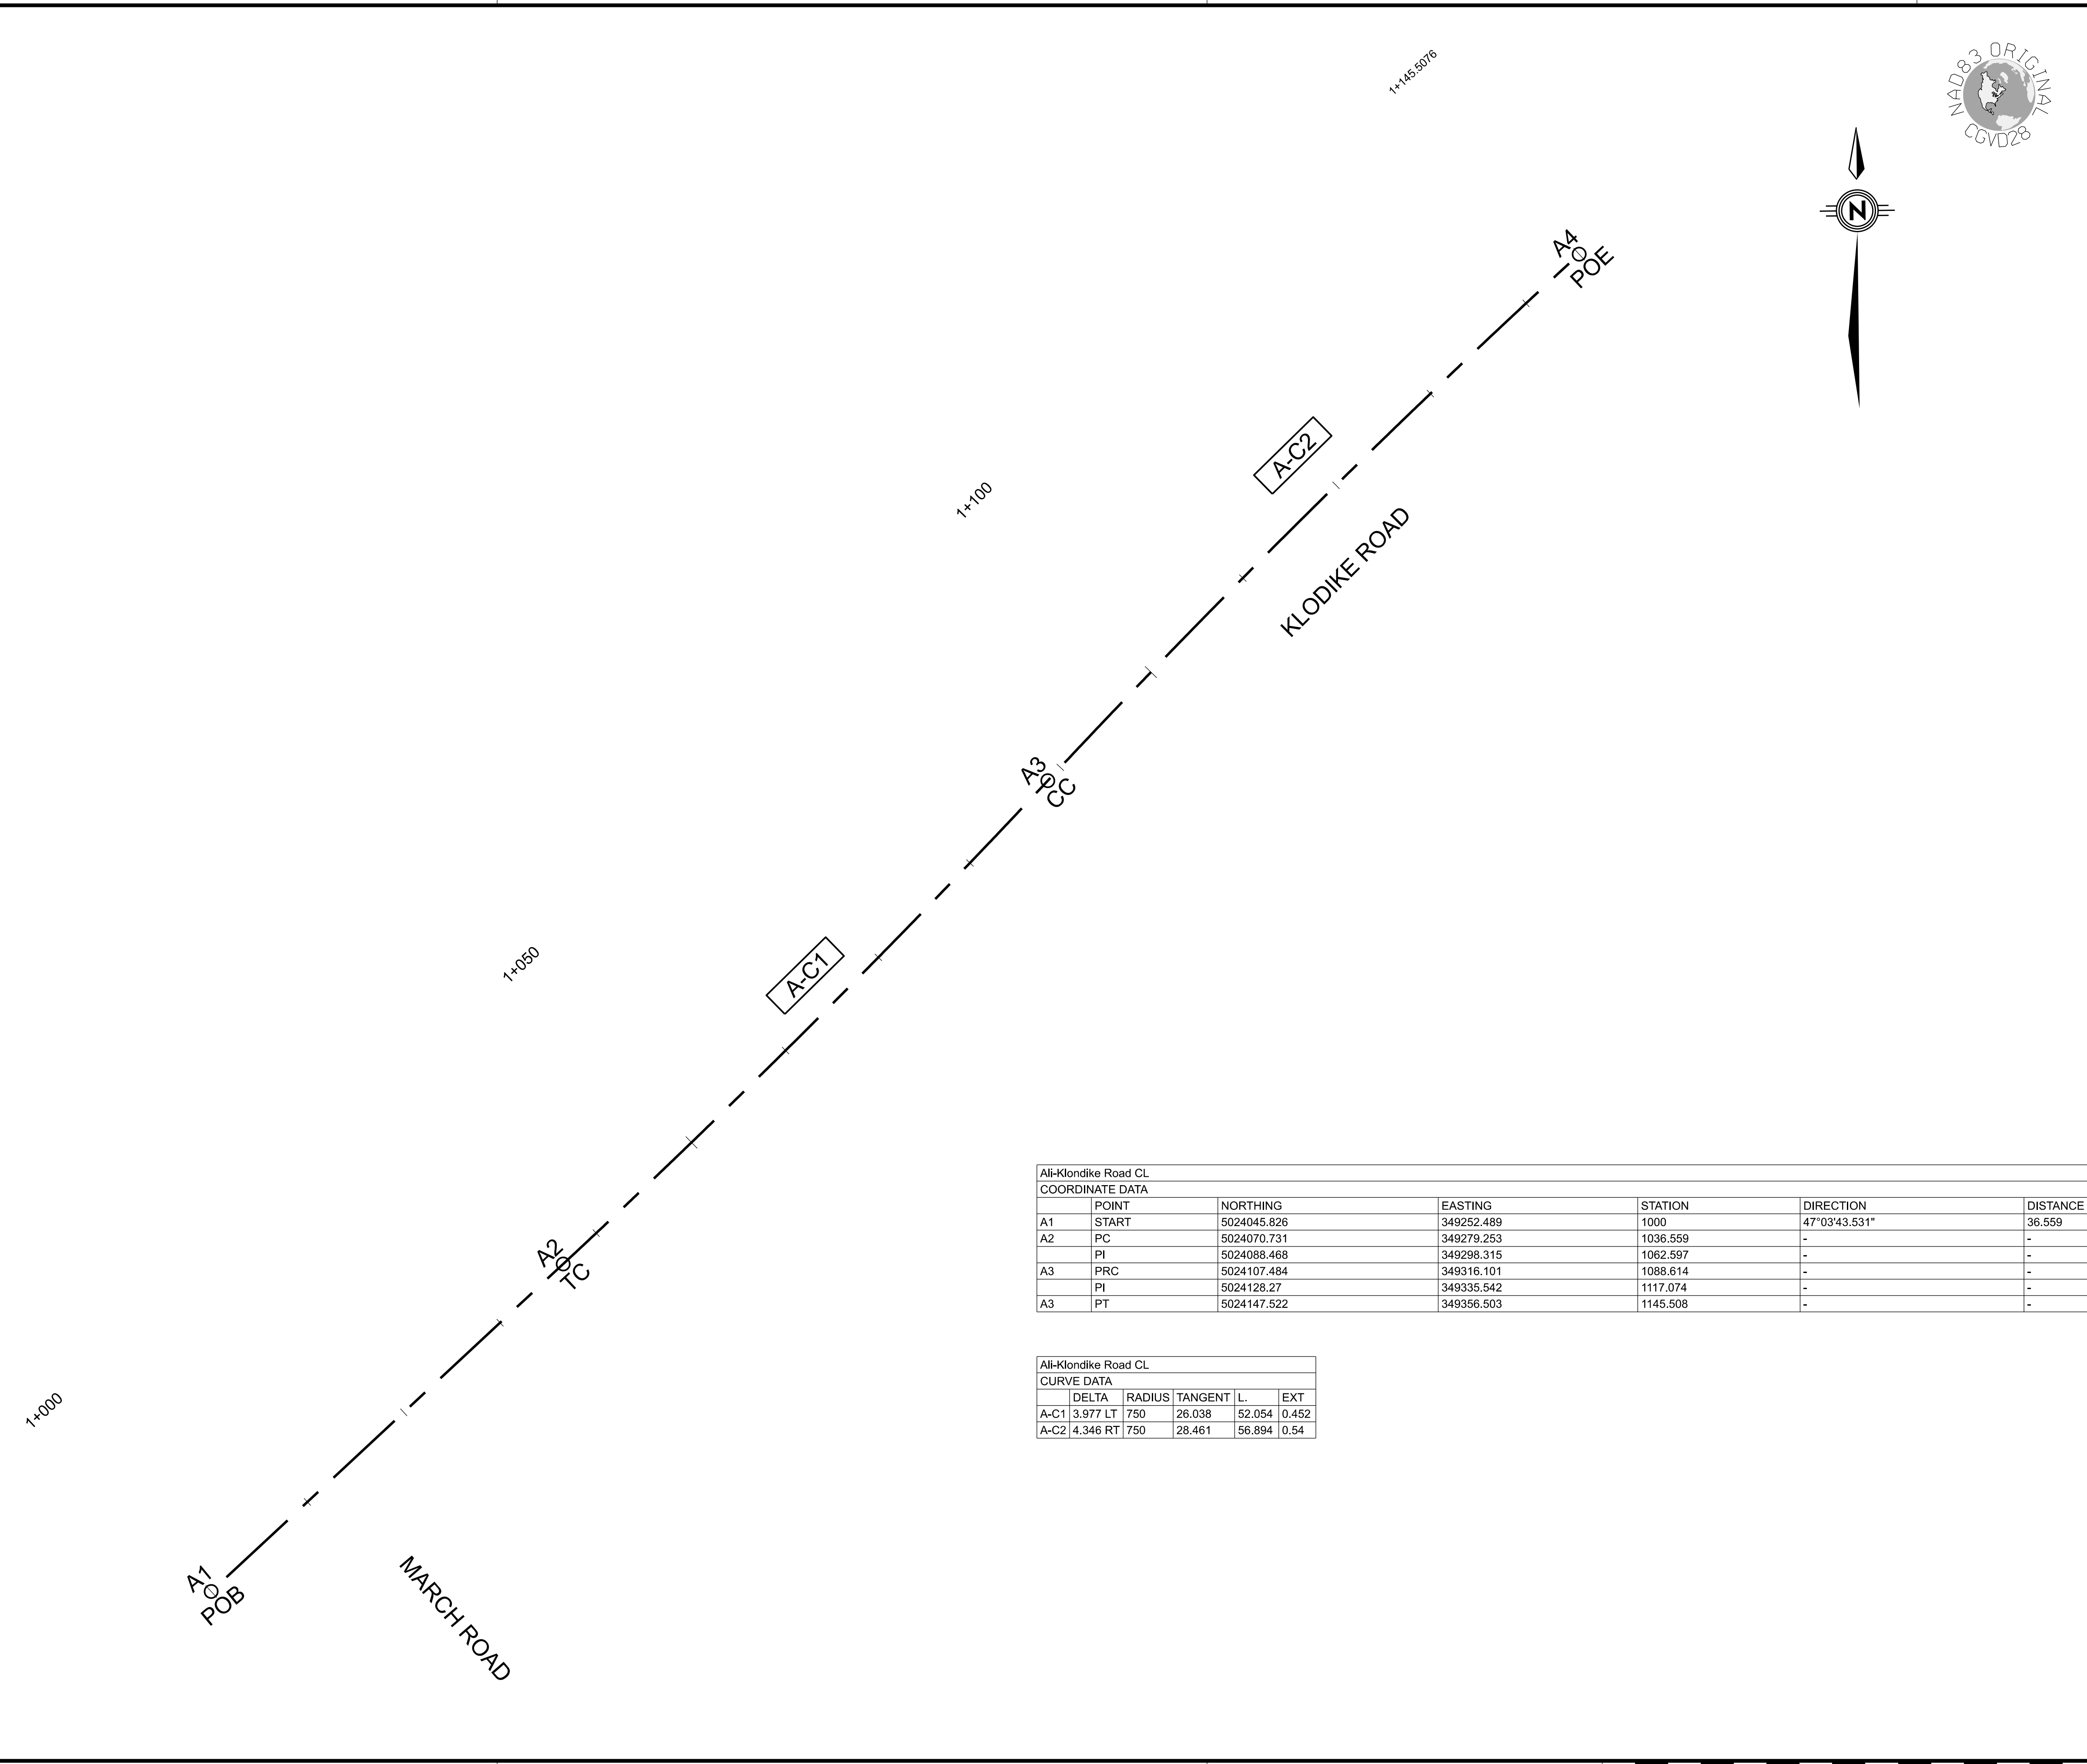 1+145.5076
NAD83 ORIGINAL
CGVD28
N
A4
POE
A-C2
1+100
KLODIKE ROAD
A3
CC
A-C1
1+050
A2
TC
1+000
A1
POB
MARCH ROAD
Ali-Klondike Road CL
COORDINATE DATA
POINT NORTHING EASTING STATION DIRECTION DISTANCE
A1 START 5024045.826 349252.489 1000 47°03'43.531" 36.559
A2 PC 5024070.731 349279.253 1036.559 - -
PI 5024088.468 349298.315 1062.597 - -
A3 PRC 5024107.484 349316.101 1088.614 - -
PI 5024128.27 349335.542 1117.074 - -
A3 PT 5024147.522 349356.503 1145.508 - -
Ali-Klondike Road CL
CURVE DATA
DELTA RADIUS TANGENT L. EXT
A-C1 3.977 LT 750 26.038 52.054 0.452
A-C2 4.346 RT 750 28.461 56.894 0.54